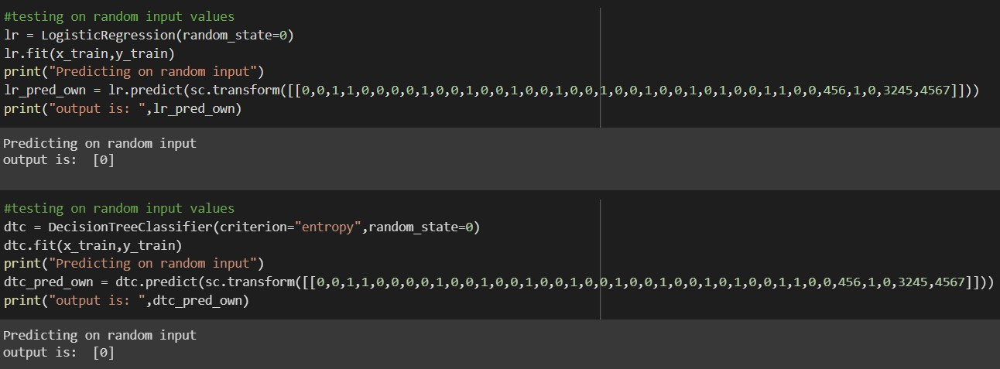 #testing on random input values
lr = LogisticRegression(random_state=0)
lr.fit(x_train,y_train)
print("Predicting on random input")
lr_pred_own = lr.predict(sc.transform([[0,0,1,1,0,0,0,0,1,0,0,1,0,0,1,0,0,1,0,0,1,0,0,1,0,0,1,0,1,0,0,1,1,0,0,456,1,0,3245,4567]]))
print("output is: ",lr_pred_own)
Predicting on random input
output is:  [0]
#testing on random input values
dtc = DecisionTreeClassifier(criterion="entropy",random_state=0)
dtc.fit(x_train,y_train)
print("Predicting on random input")
dtc_pred_own = dtc.predict(sc.transform([[0,0,1,1,0,0,0,0,1,0,0,1,0,0,1,0,0,1,0,0,1,0,0,1,0,0,1,0,1,0,0,1,1,0,0,456,1,0,3245,4567]]))
print("output is: ",dtc_pred_own)
Predicting on random input
output is:  [0]